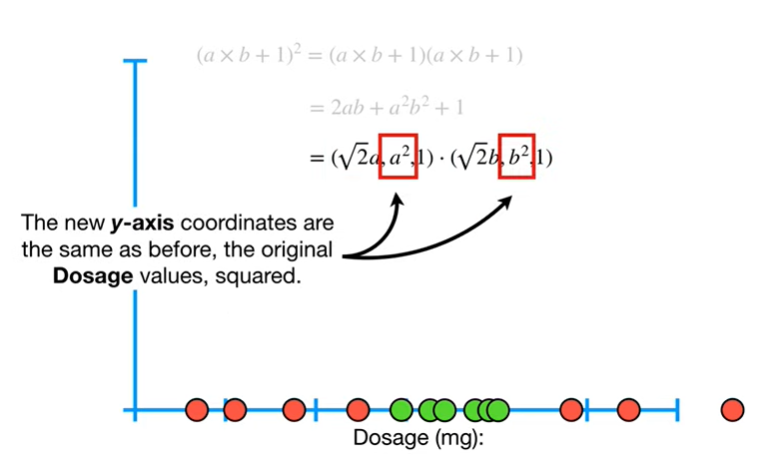 (a × b + 1)² = (a × b + 1)(a × b + 1)
= 2ab + a²b² + 1
= (√2a, a², 1) · (√2b, b², 1)
The new y-axis coordinates are
the same as before, the original
Dosage values, squared.
Dosage (mg):